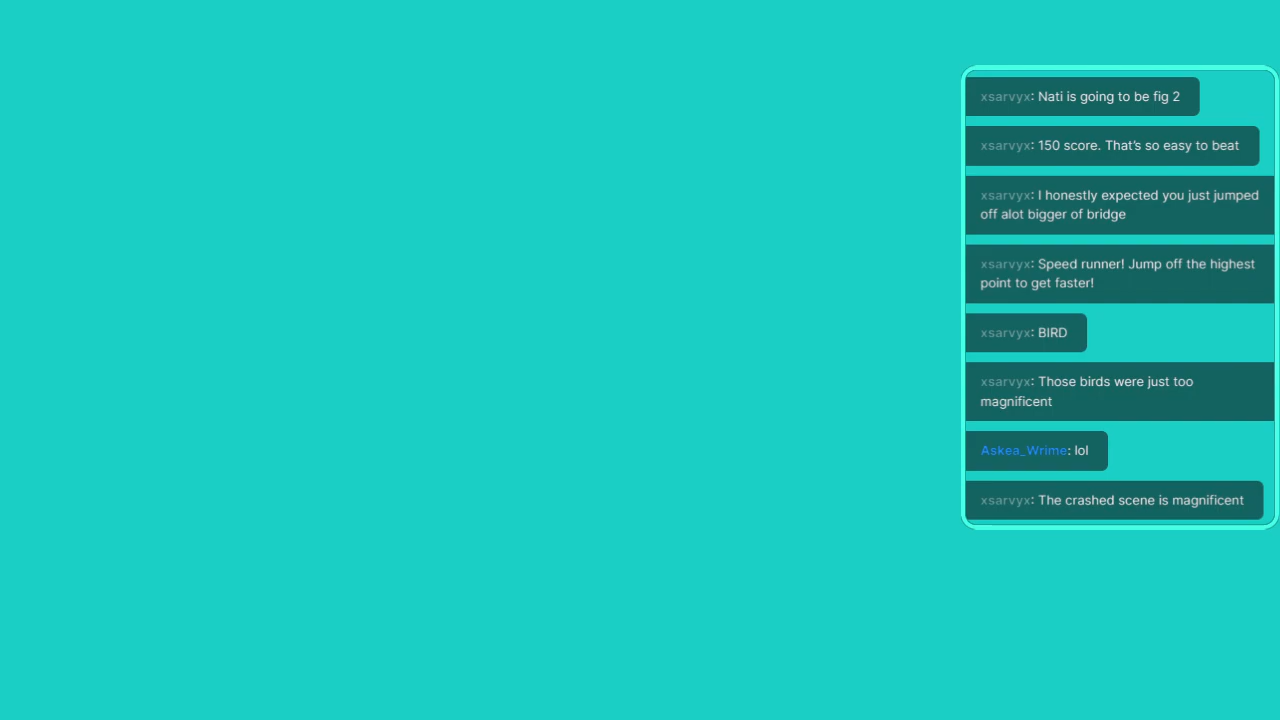 xsarvyx: Nati is going to be fig 2
xsarvyx: 150 score. That's so easy to beat
xsarvyx: I honestly expected you just jumped
off alot bigger of bridge
xsarvyx: Speed runner! Jump off the highest
point to get faster!
xsarvyx: BIRD
xsarvyx: Those birds were just too
magnificent
Askea_Wrime: lol
xsarvyx: The crashed scene is magnificent